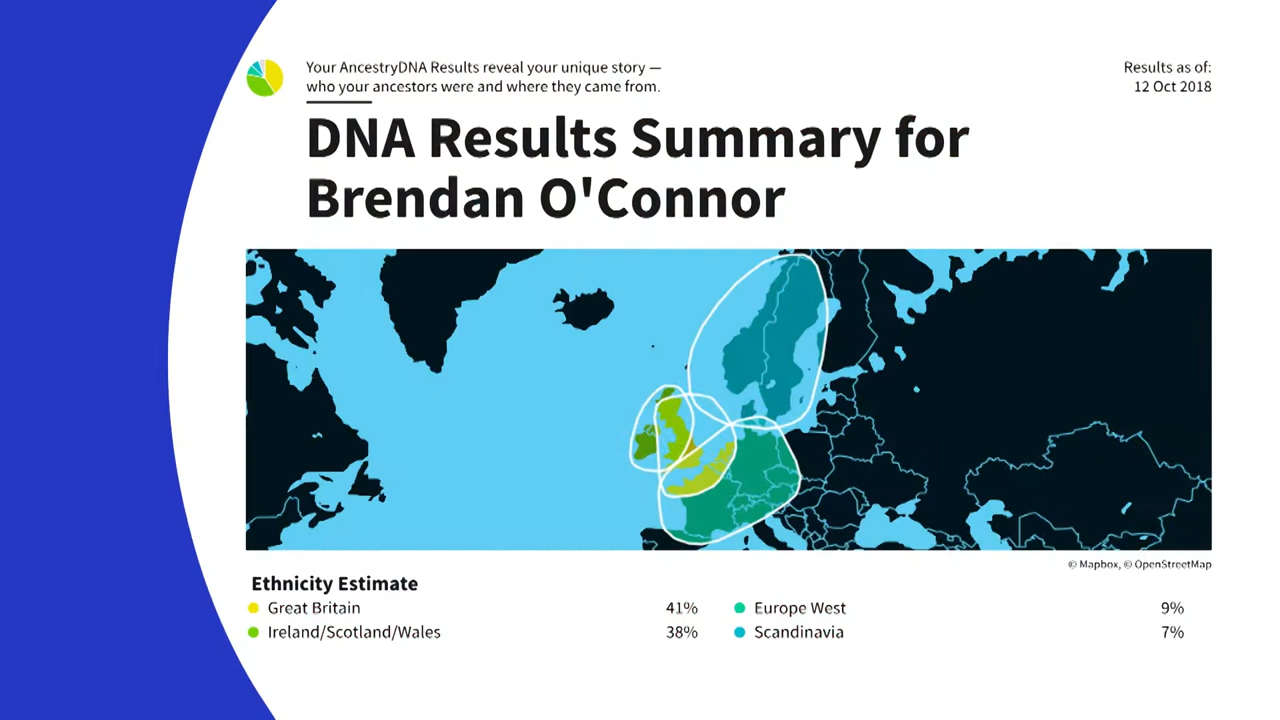 Your AncestryDNA Results reveal your unique story —
who your ancestors were and where they came from.
Results as of:
12 Oct 2018
DNA Results Summary for
Brendan O'Connor
© Mapbox, © OpenStreetMap
Ethnicity Estimate
Great Britain 41% Europe West 9%
Ireland/Scotland/Wales 38% Scandinavia 7%